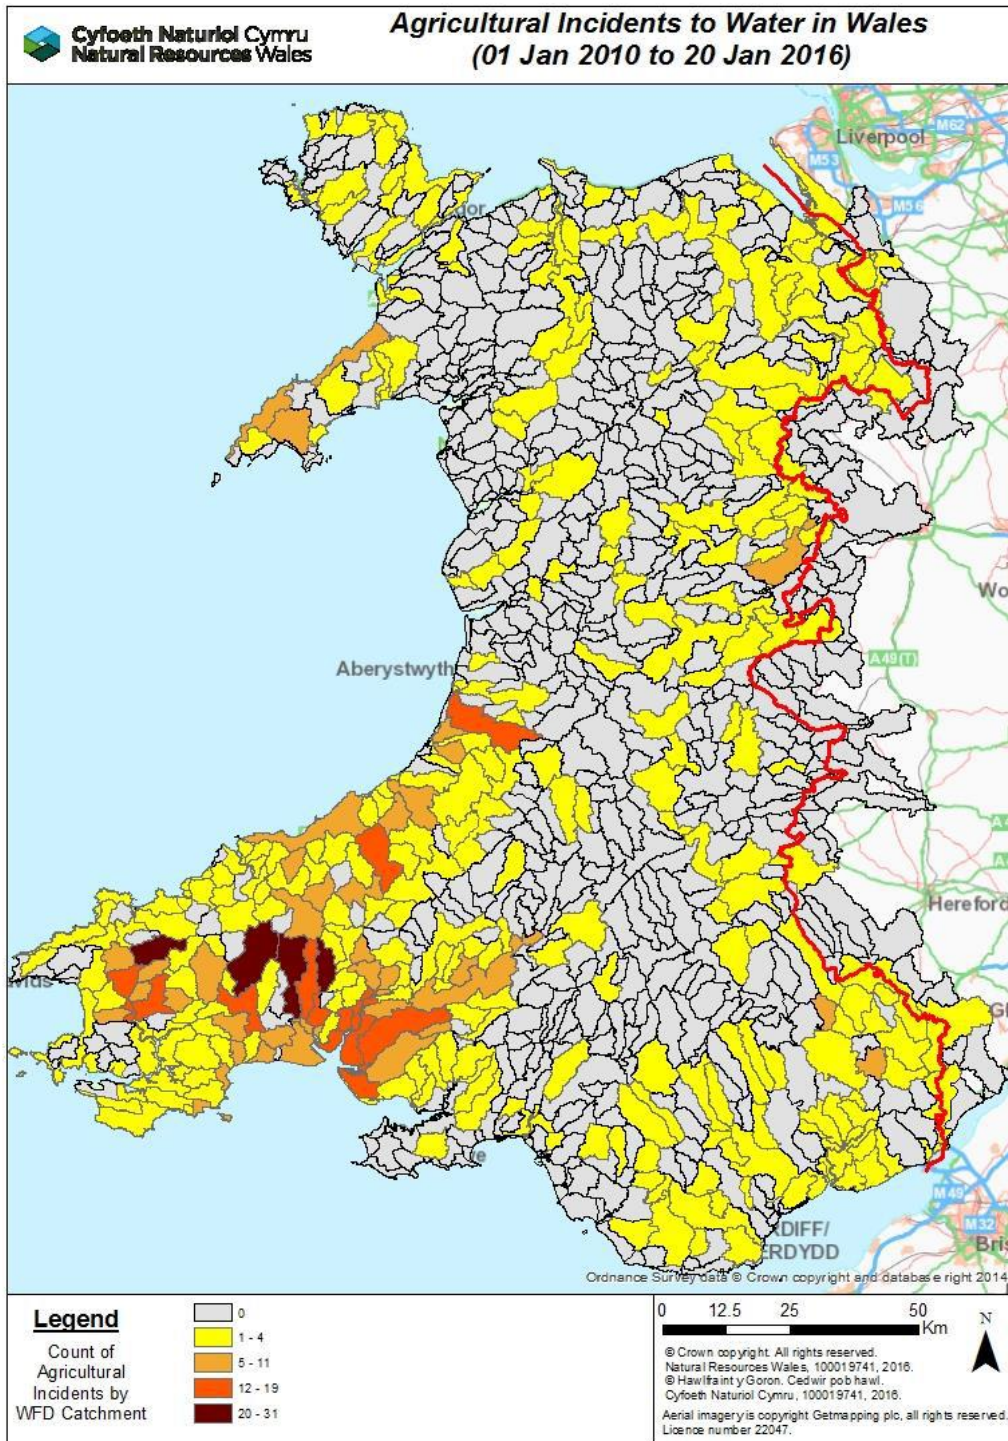 Cyfoeth Naturiol Cymru
Natural Resources Wales
Agricultural Incidents to Water in Wales
(01 Jan 2010 to 20 Jan 2016)
M62
Liverpool
M53
M56
Aberystwyth
A49(T)
Hereford
M49
M32
ERDYDD
Ordnance Survey data © Crown copyright and database right 2014
Legend
Count of
Agricultural
Incidents by
WFD Catchment
0
1 - 4
5 - 11
12 - 19
20 - 31
0 12.5 25 50
Km
N
© Crown copyright. All rights reserved.
Natural Resources Wales, 100019741, 2016.
© Hawlfraint y Goron. Cedwir pob hawl.
Cyfoeth Naturiol Cymru, 100019741, 2016.
Aerial imagery is copyright Getmapping plc, all rights reserved.
Licence number 22047.